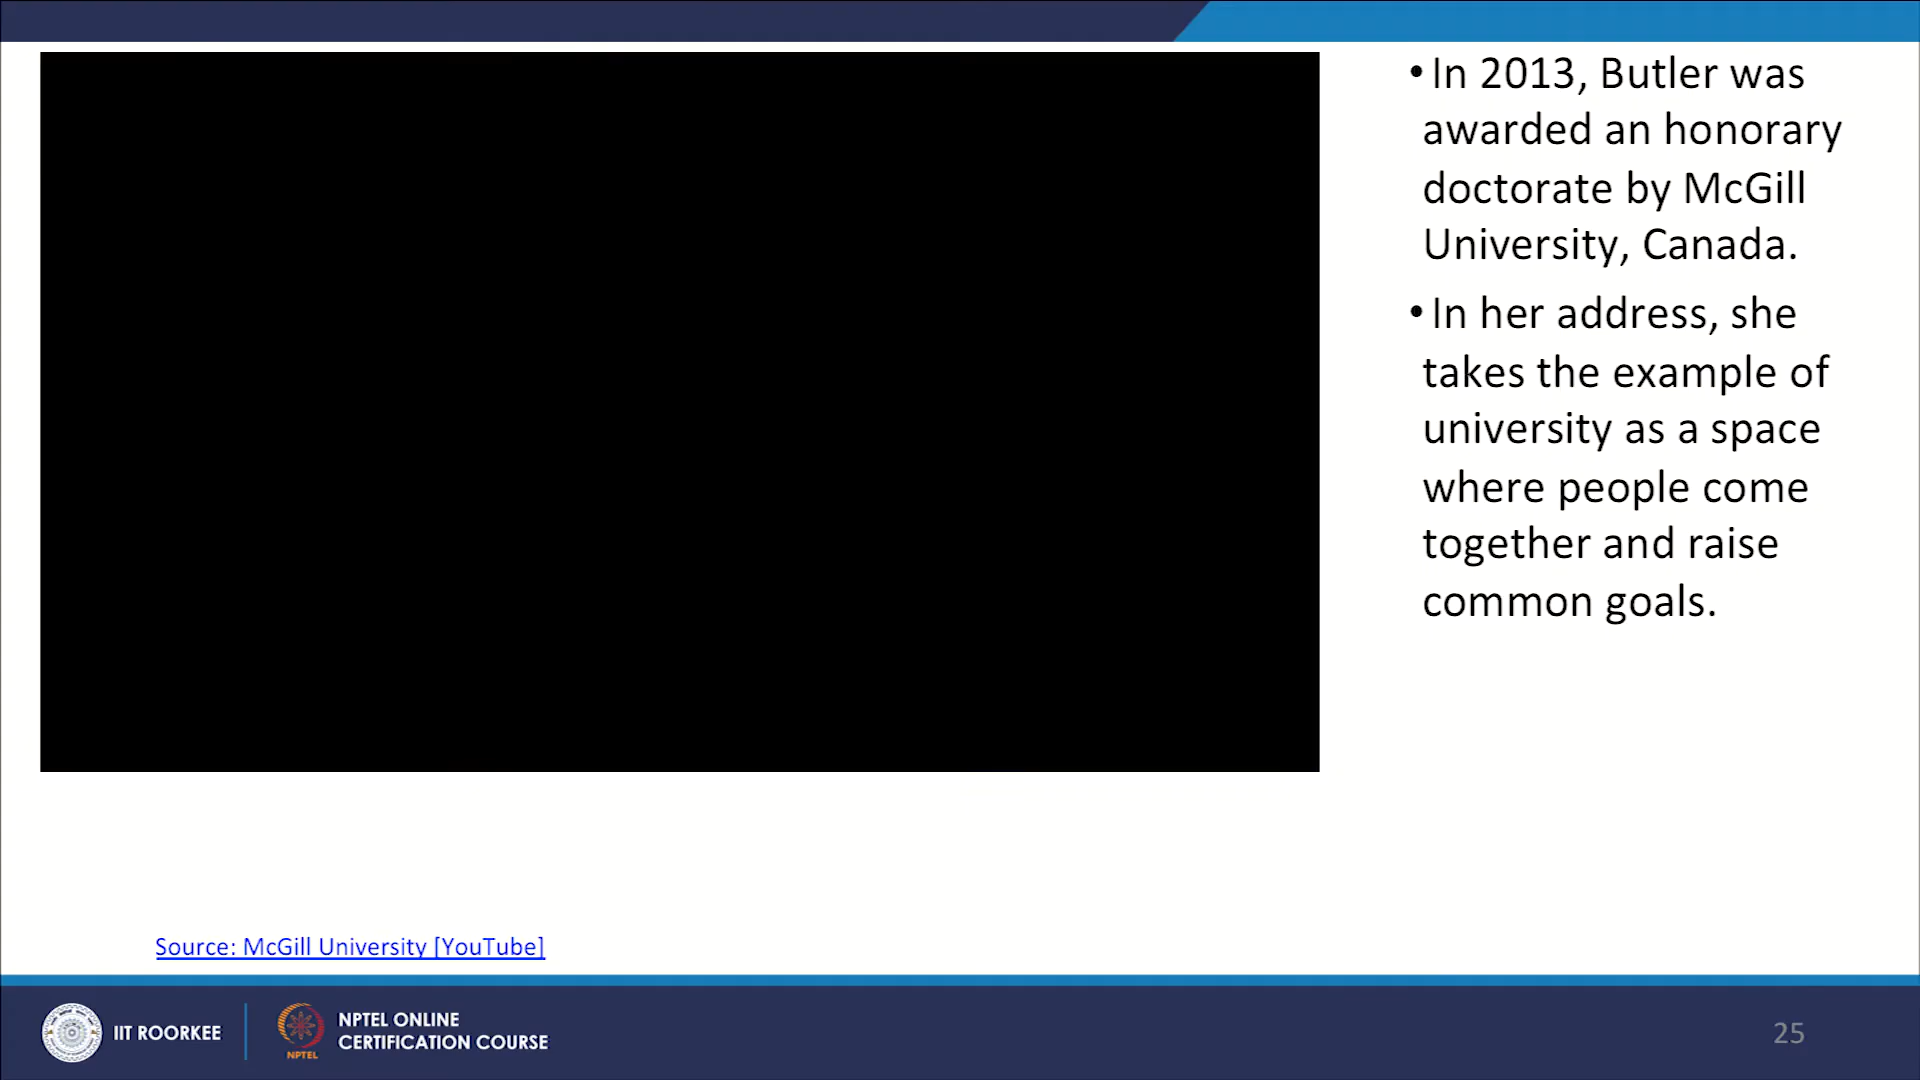 • In 2013, Butler was
awarded an honorary
doctorate by McGill
University, Canada.
• In her address, she
takes the example of
university as a space
where people come
together and raise
common goals.
Source: McGill University [YouTube]
IIT ROORKEE
NPTEL
NPTEL ONLINE
CERTIFICATION COURSE
25